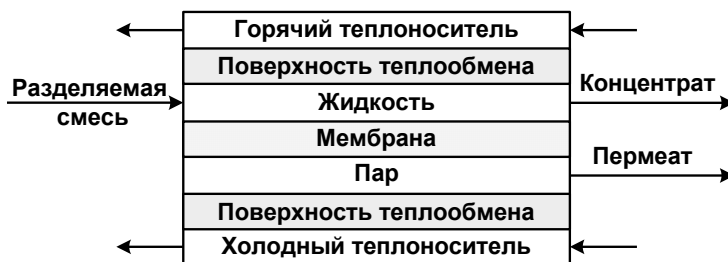 Горячий теплоноситель
Поверхность теплообмена
Разделяемая
смесь
Жидкость
Концентрат
Мембрана
Пар
Пермеат
Поверхность теплообмена
Холодный теплоноситель